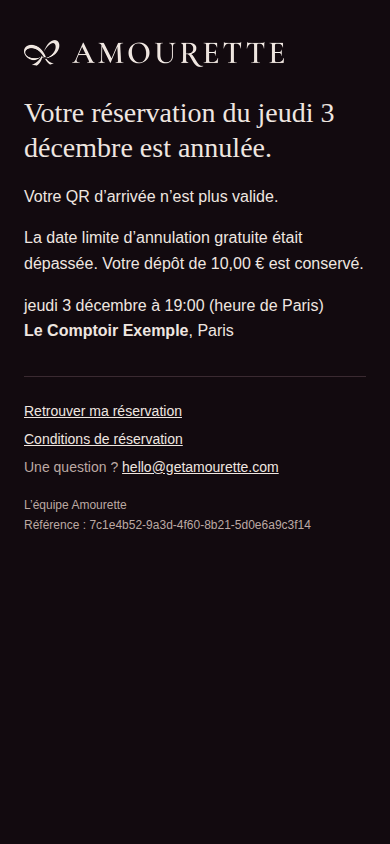 AMOURETTE
Votre réservation du jeudi 3
décembre est annulée.
Votre QR d’arrivée n’est plus valide.
La date limite d’annulation gratuite était
dépassée. Votre dépôt de 10,00 € est conservé.
jeudi 3 décembre à 19:00 (heure de Paris)
Le Comptoir Exemple, Paris
Retrouver ma réservation
Conditions de réservation
Une question ? hello@getamourette.com
L’équipe Amourette
Référence : 7c1e4b52-9a3d-4f60-8b21-5d0e6a9c3f14